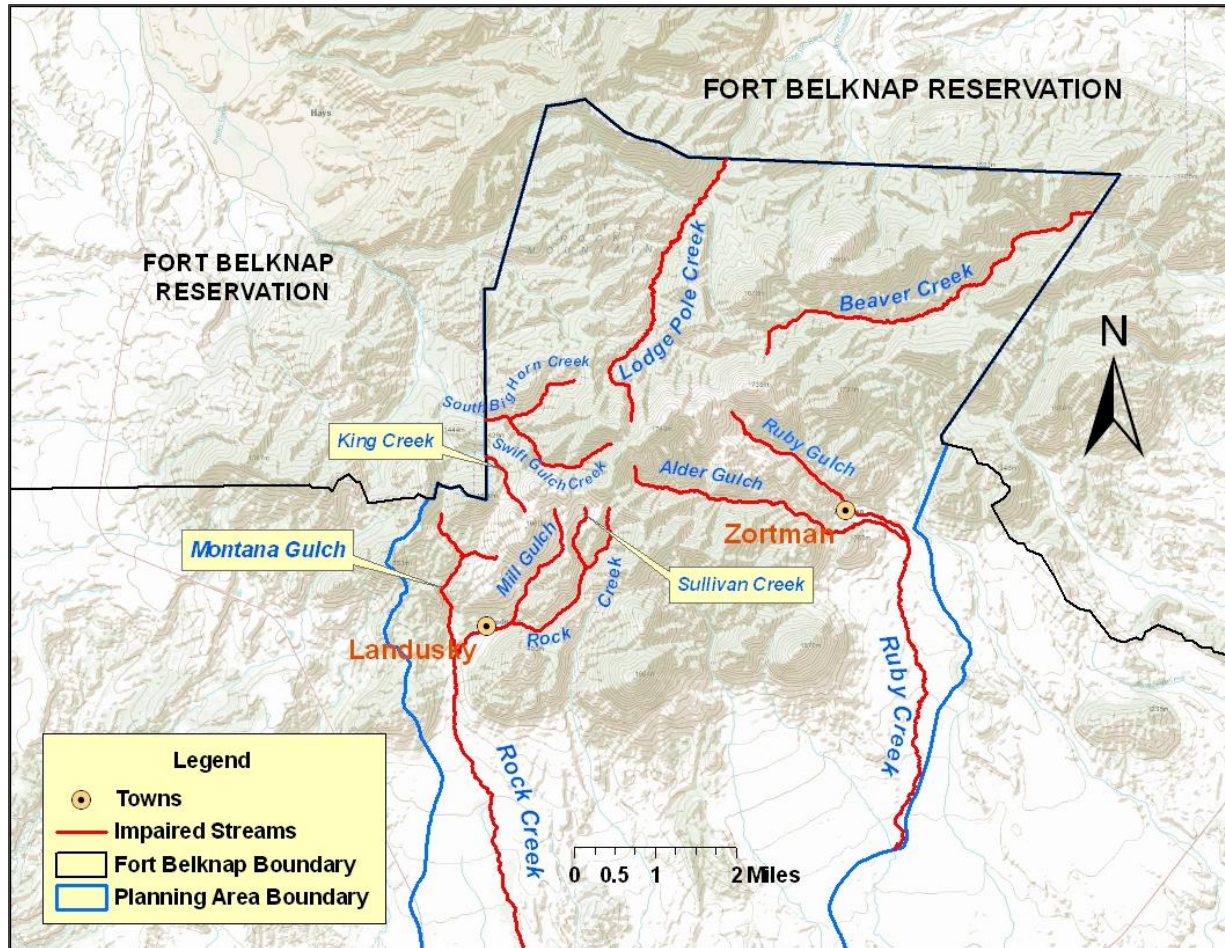 FORT BELKNAP RESERVATION
Hays
FORT BELKNAP
RESERVATION
Lodge Pole Creek
Beaver Creek
N
South Big Horn Creek
King Creek
Swift Gulch Creek
Ruby Gulch
Alder Gulch
Zortman
Montana Gulch
Mill Gulch
Sullivan Creek
Rock
Creek
Landusky
Ruby Creek
Rock Creek
Legend
Towns
Impaired Streams
Fort Belknap Boundary
Planning Area Boundary
0 0.5 1 2 Miles